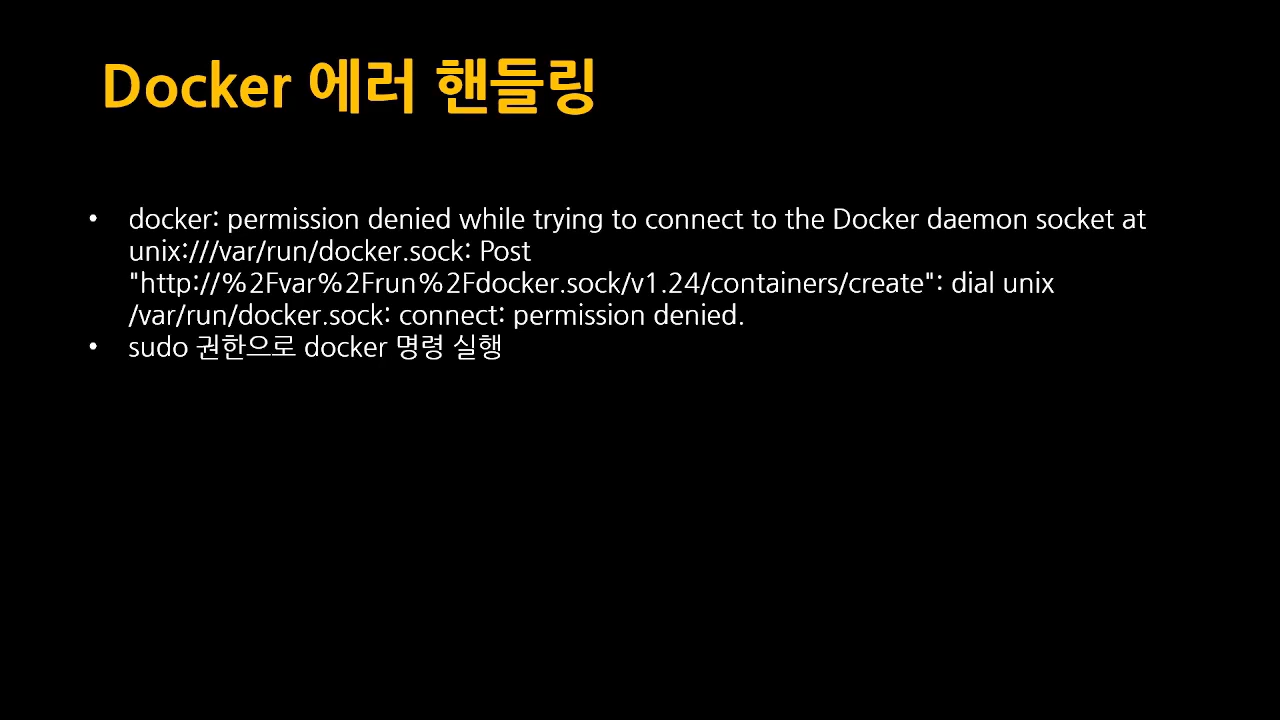 Docker 에러 핸들링
• docker: permission denied while trying to connect to the Docker daemon socket at
unix:///var/run/docker.sock: Post
"http://%2Fvar%2Frun%2Fdocker.sock/v1.24/containers/create": dial unix
/var/run/docker.sock: connect: permission denied.
• sudo 권한으로 docker 명령 실행